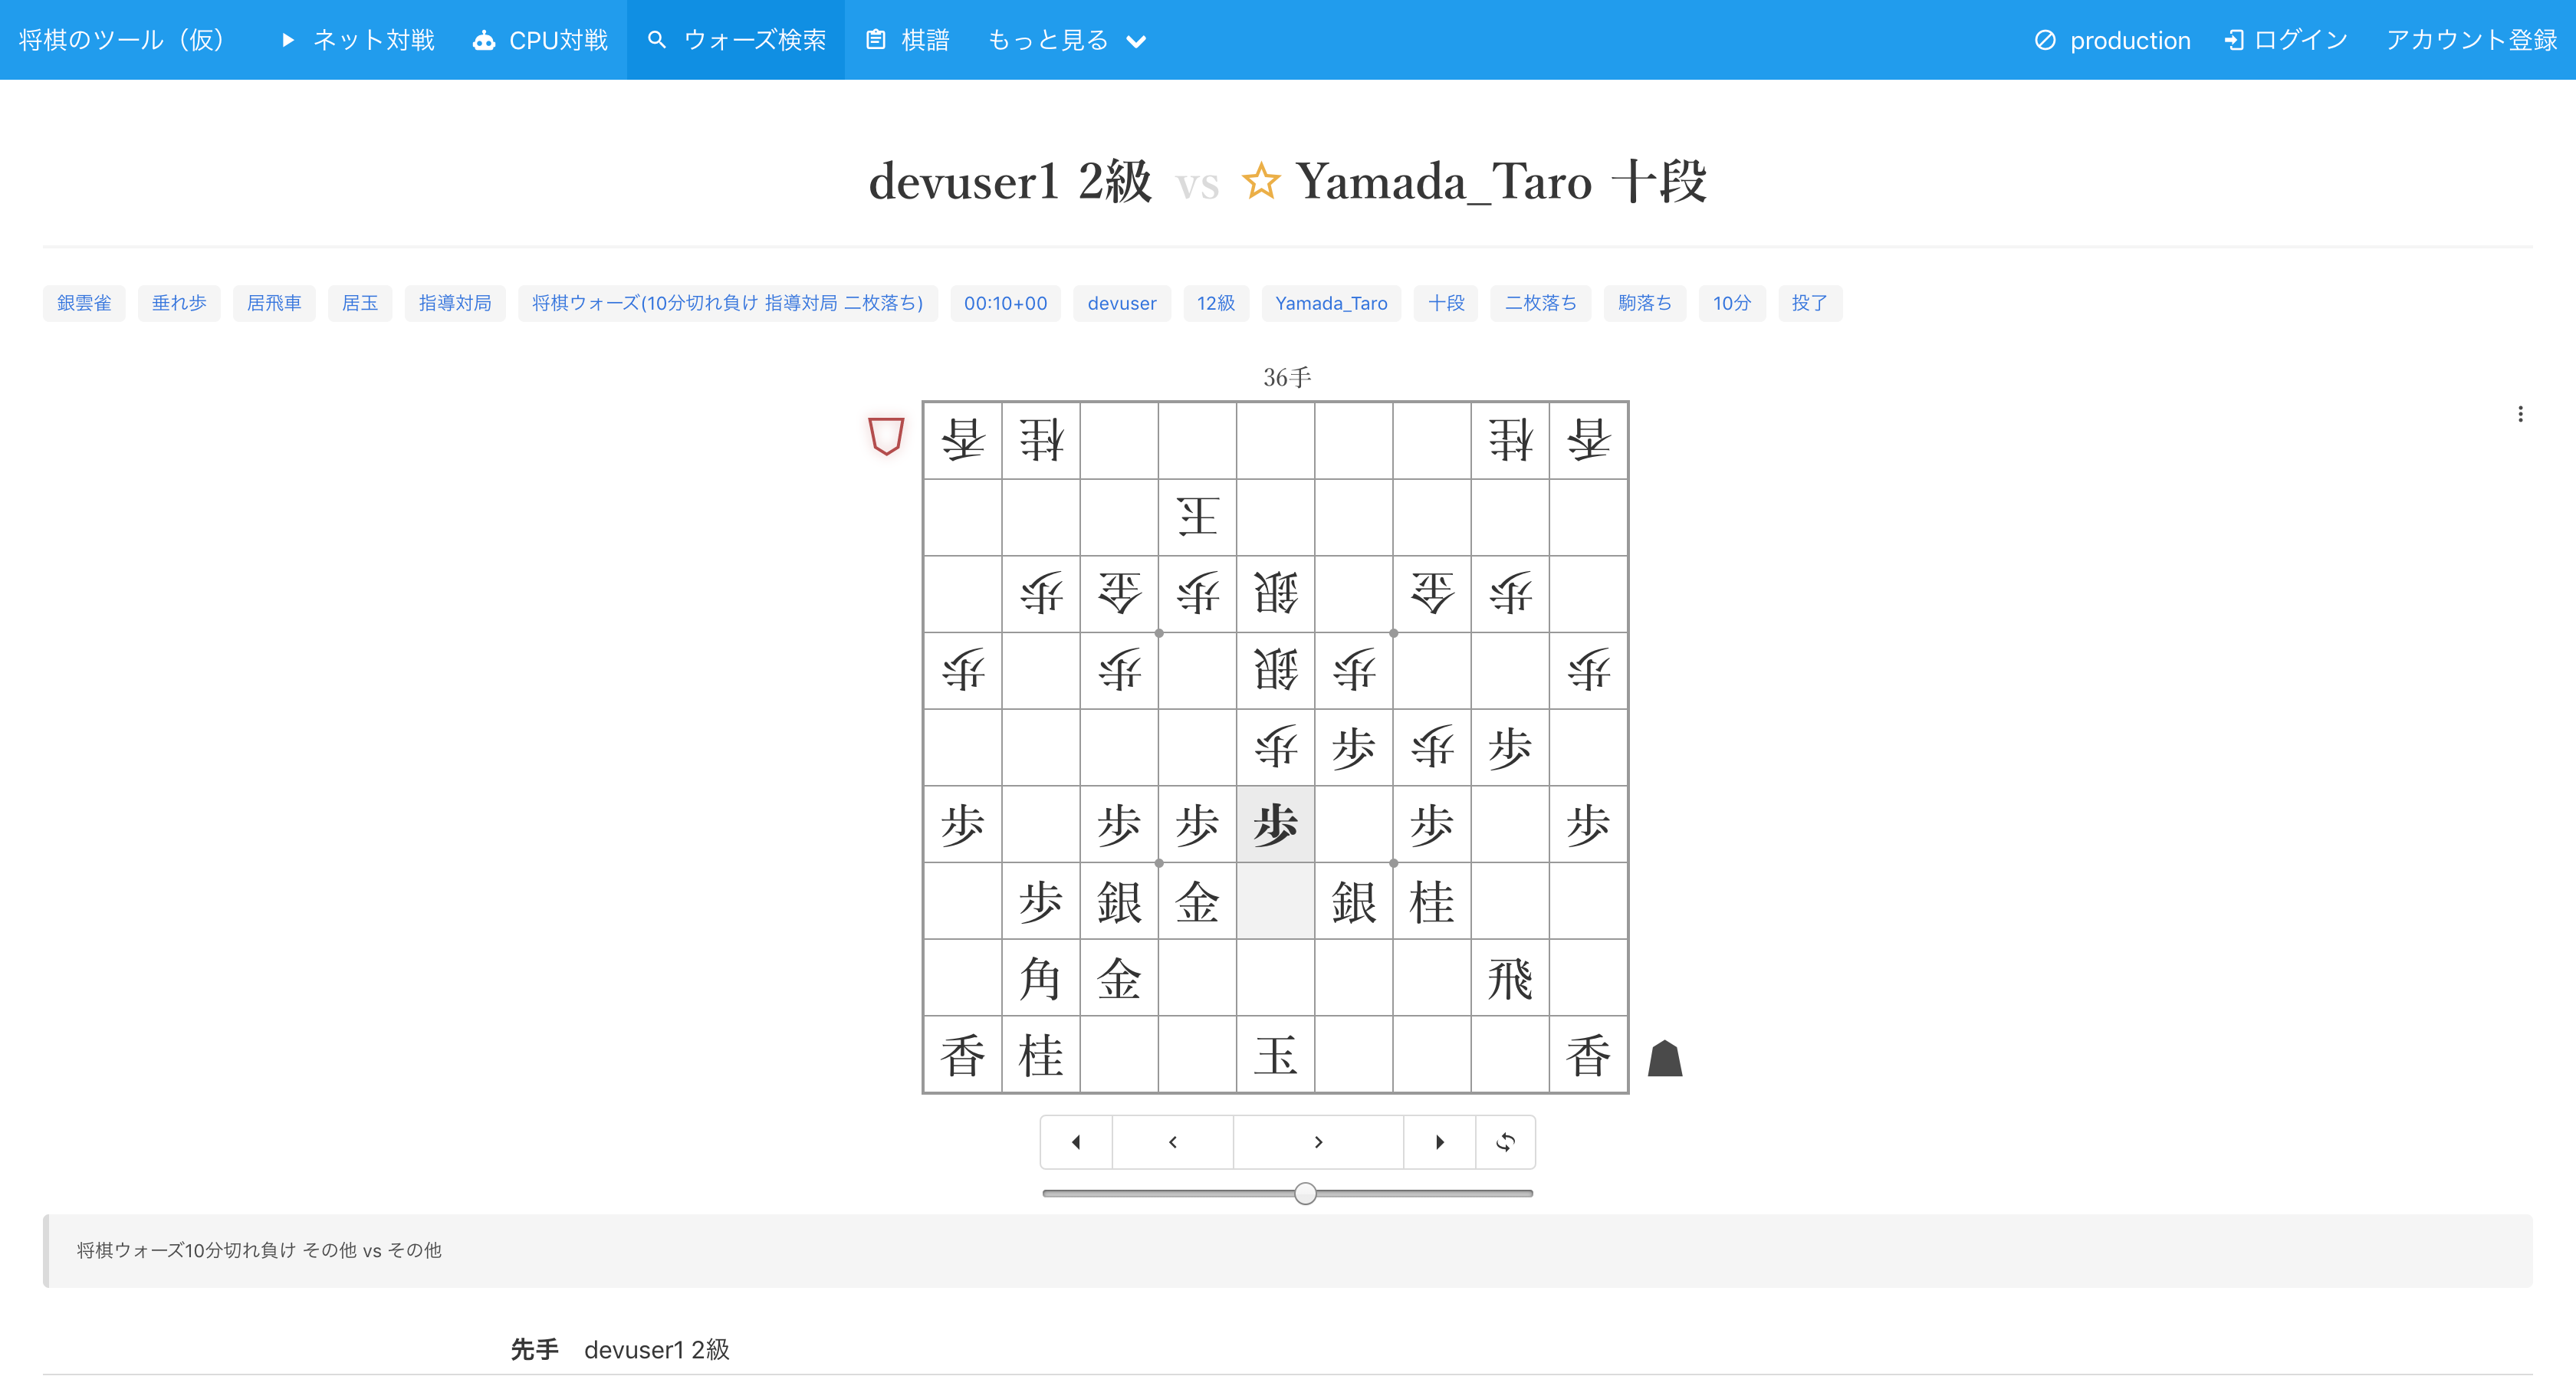 将棋のツール（仮） ネット対戦 CPU対戦 ウォーズ検索 棋譜 もっと見る production ログイン アカウント登録
devuser1 2級 vs Yamada_Taro 十段
銀雲雀 垂れ歩 居飛車 居玉 指導対局 将棋ウォーズ(10分切れ負け 指導対局 二枚落ち) 00:10+00 devuser 12級 Yamada_Taro 十段 二枚落ち 駒落ち 10分 投了
36手
香 桂 桂 香
王
歩 金 歩 銀 金 歩
歩 歩 銀 歩 歩
歩 歩 歩 歩
歩 歩 歩 歩 歩 歩
歩 銀 金 銀 桂
角 金 飛
香 桂 玉 香
将棋ウォーズ10分切れ負け その他 vs その他
先手 devuser1 2級